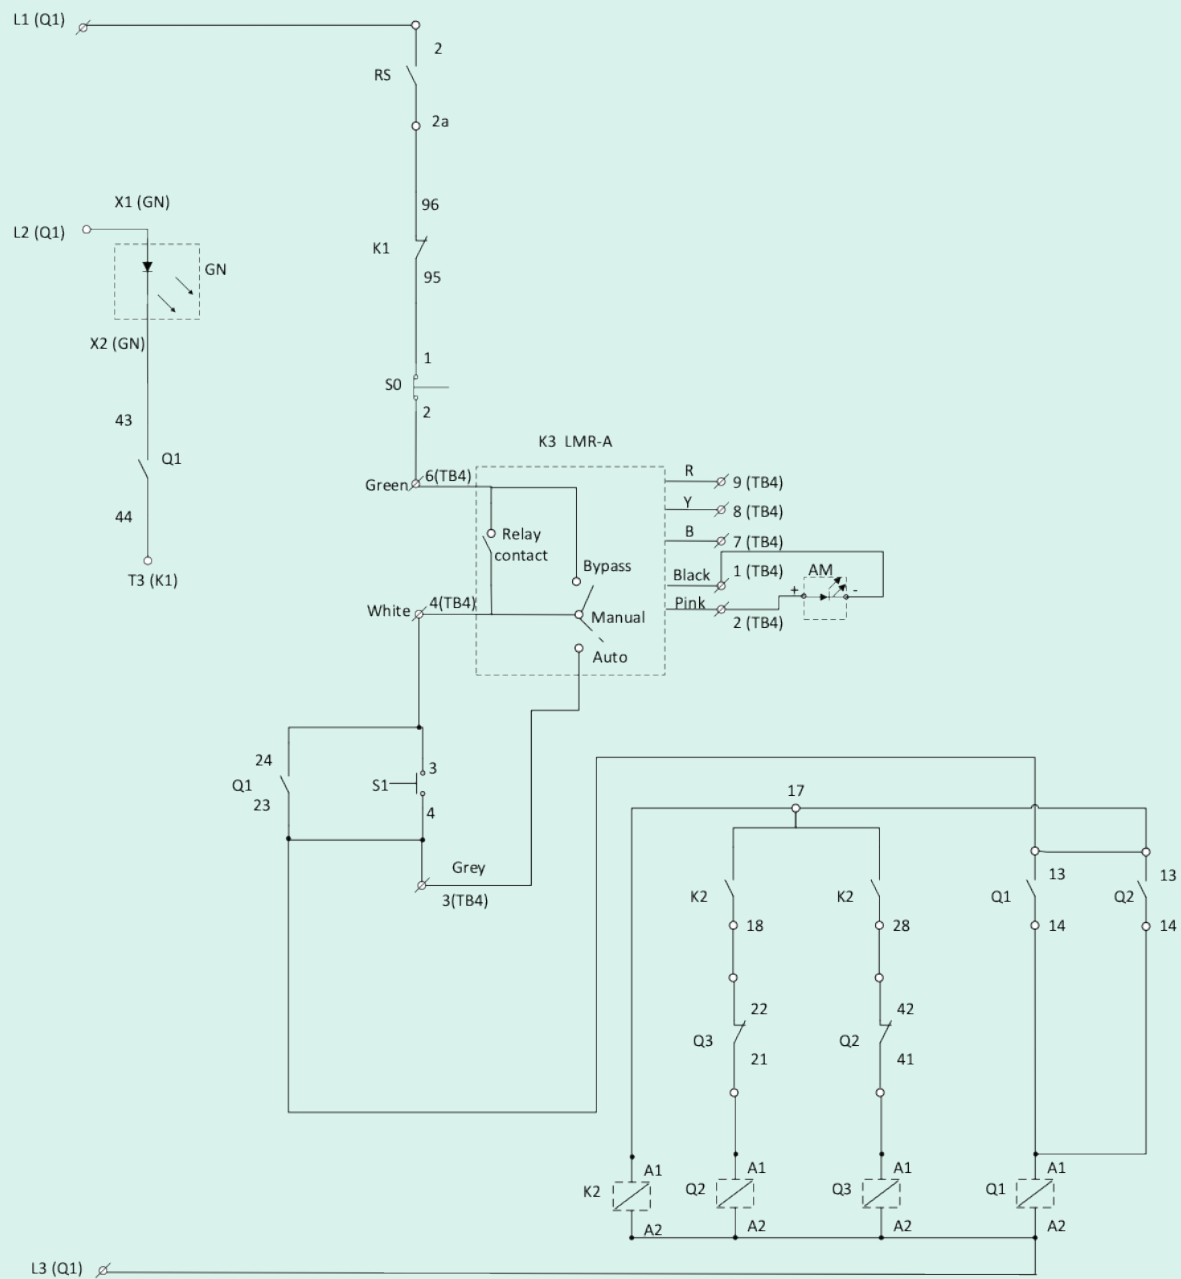 L1 (Q1)
2
RS
2a
96
X1 (GN)
L2 (Q1)
K1
GN
95
X2 (GN)
1
S0
2
43
K3 LMR-A
Q1
R
6(TB4)
9 (TB4)
Green
Y
8 (TB4)
44
B
Relay
contact
7 (TB4)
Bypass
Black
1 (TB4)
AM
T3 (K1)
+
-
Pink
White
4(TB4)
Manual
2 (TB4)
Auto
24
3
Q1
S1
23
4
17
Grey
3(TB4)
13
13
K2
K2
Q1
Q2
18
28
14
14
22
42
Q3
Q2
21
41
A1
A1
A1
A1
K2
Q2
Q3
Q1
A2
A2
A2
A2
L3 (Q1)